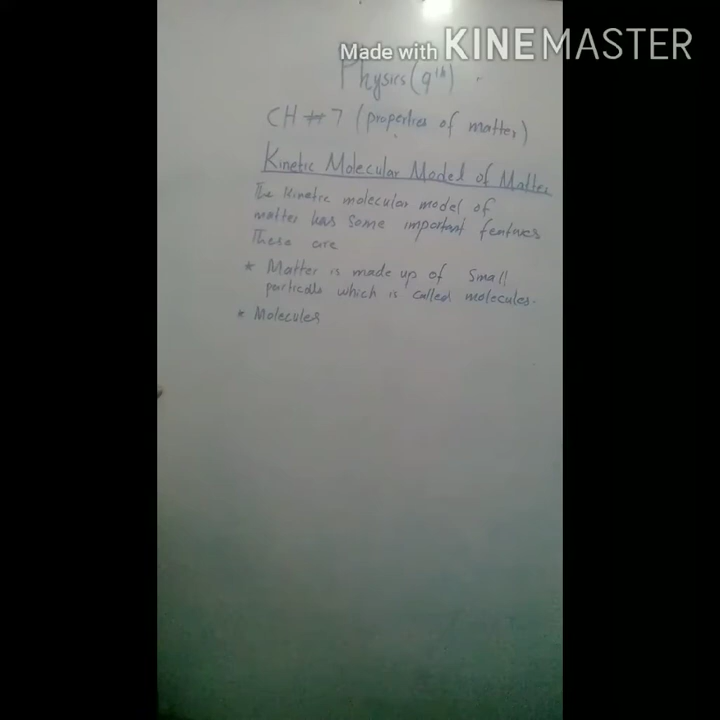 Made with KINEMASTER
Physics(9th)
CH # 7 (properties of matter)
Kinetic Molecular Model of Matter
The Kinetic molecular model of
matter has some important features
These are
* Matter is made up of small
particals which is called molecules.
* Molecules